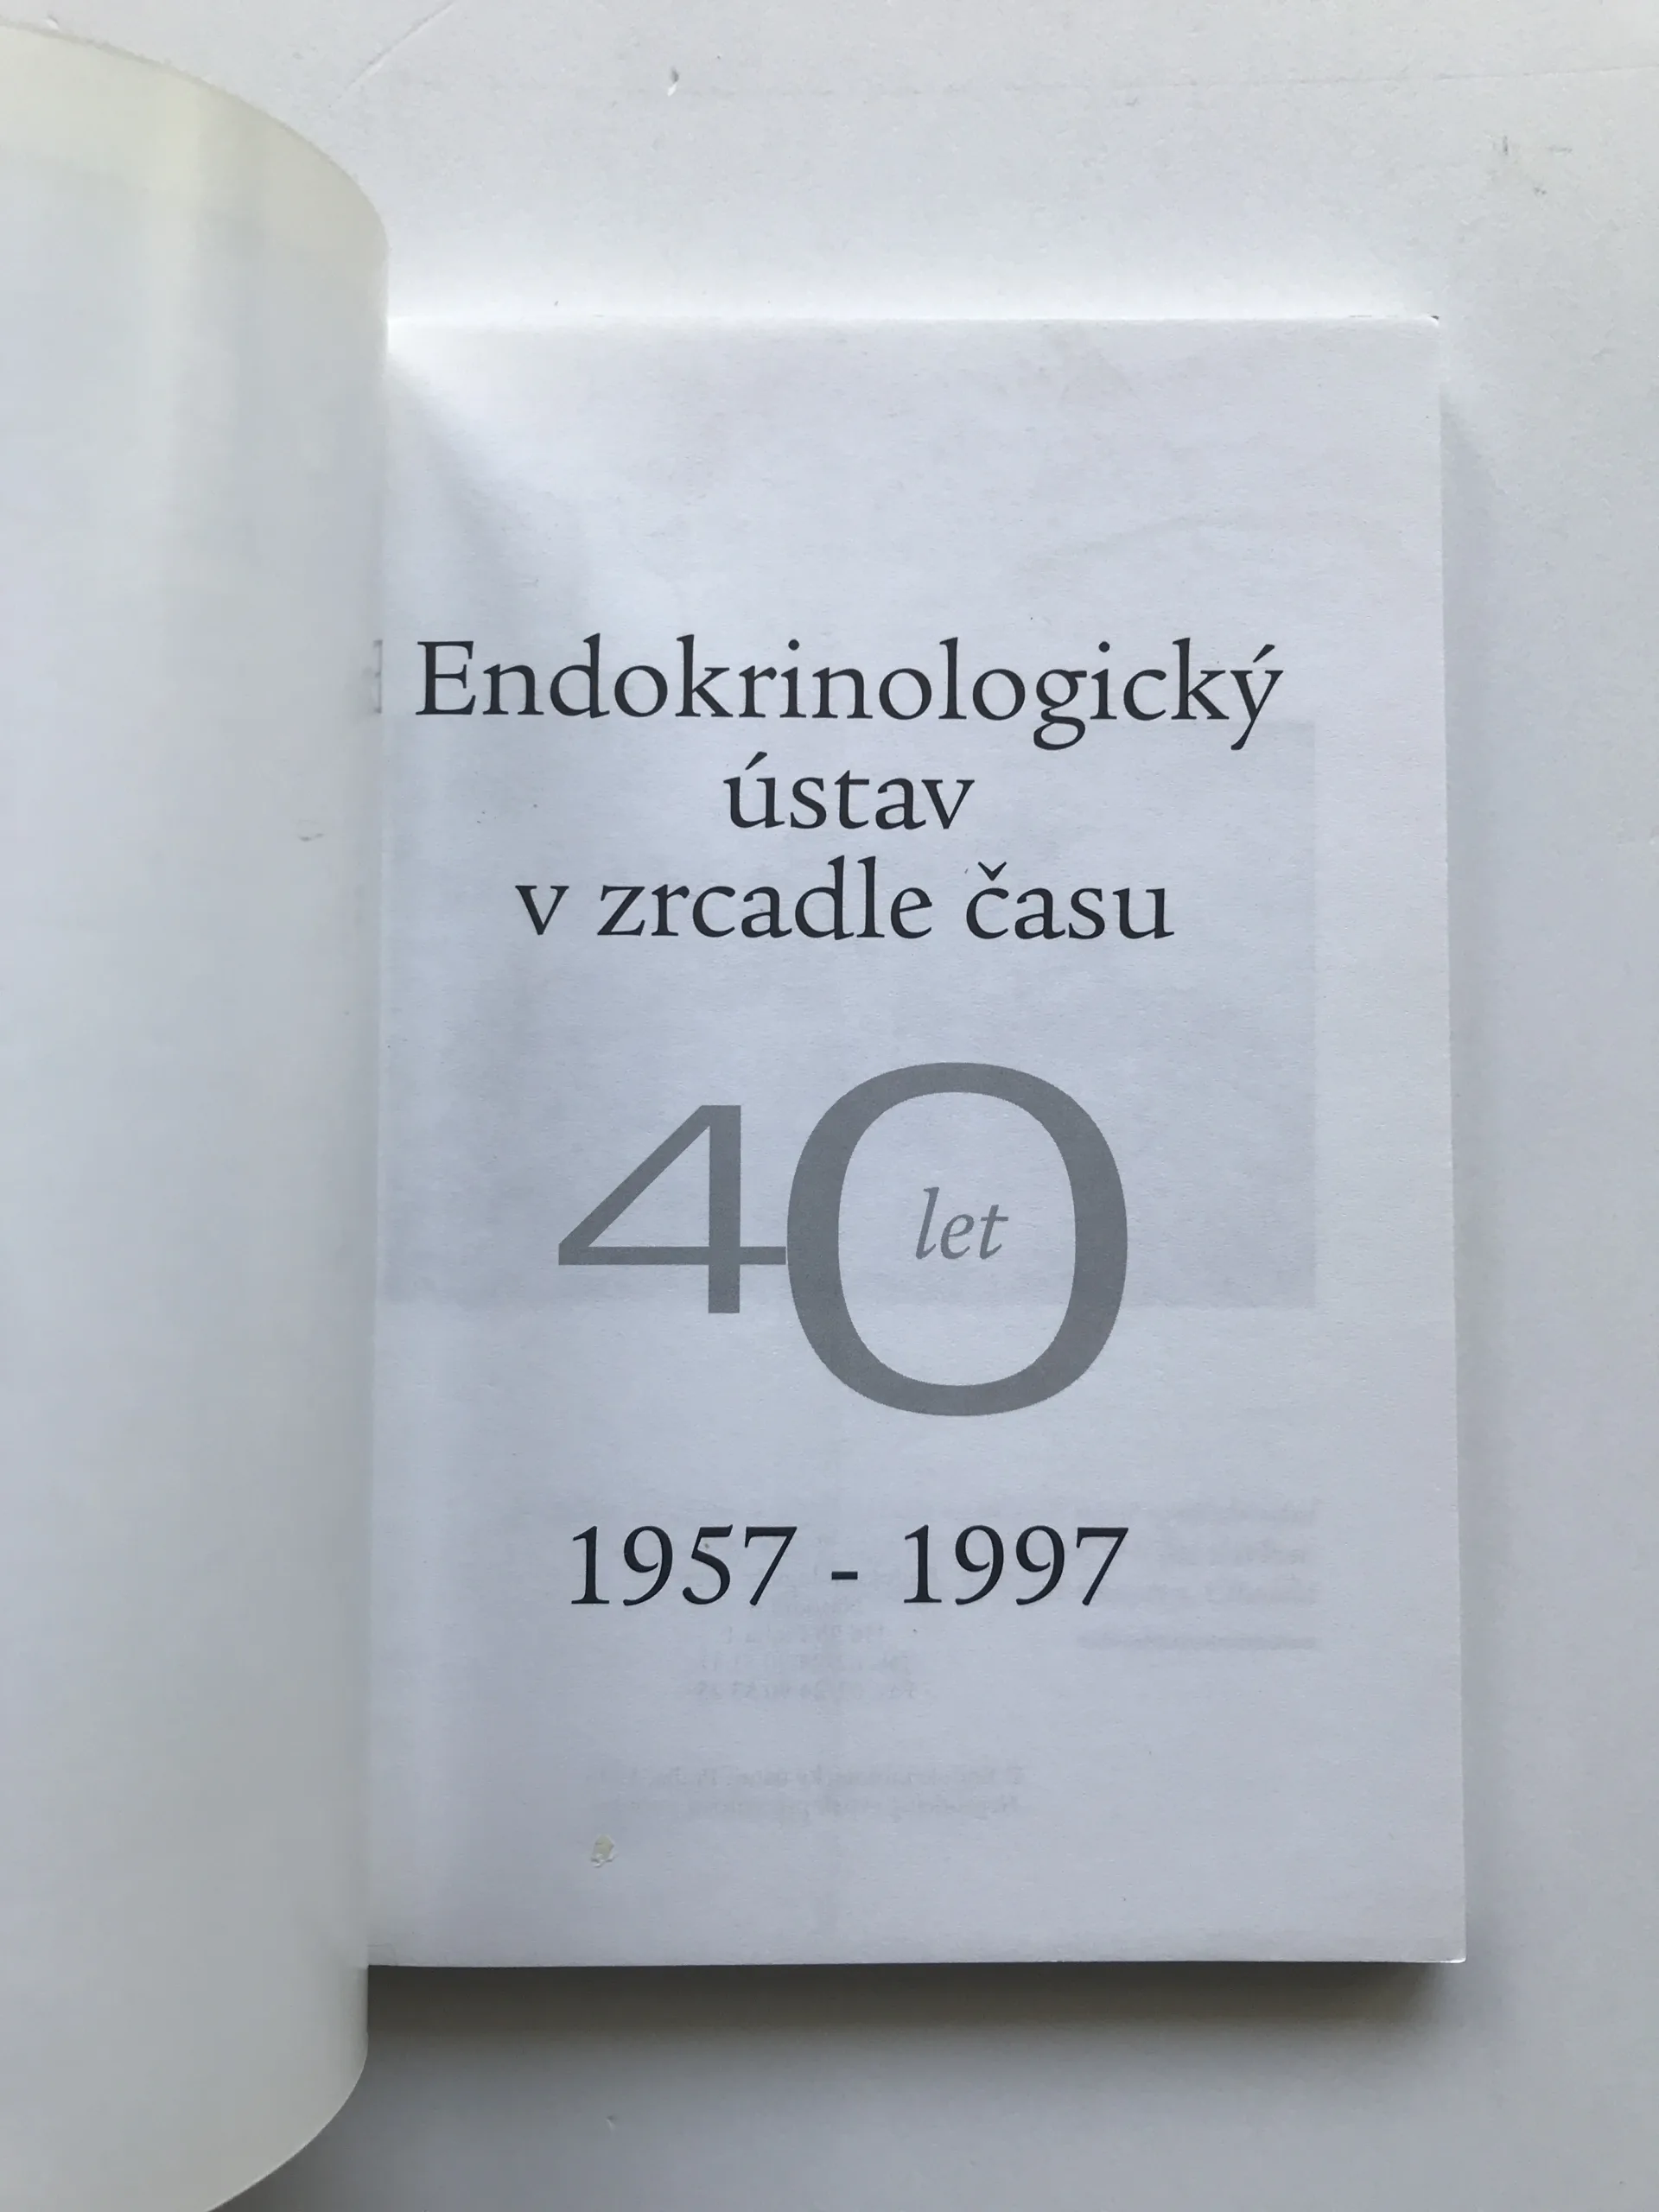 Endokrinologický
ústav
v zrcadle času
40
let
1957 - 1997